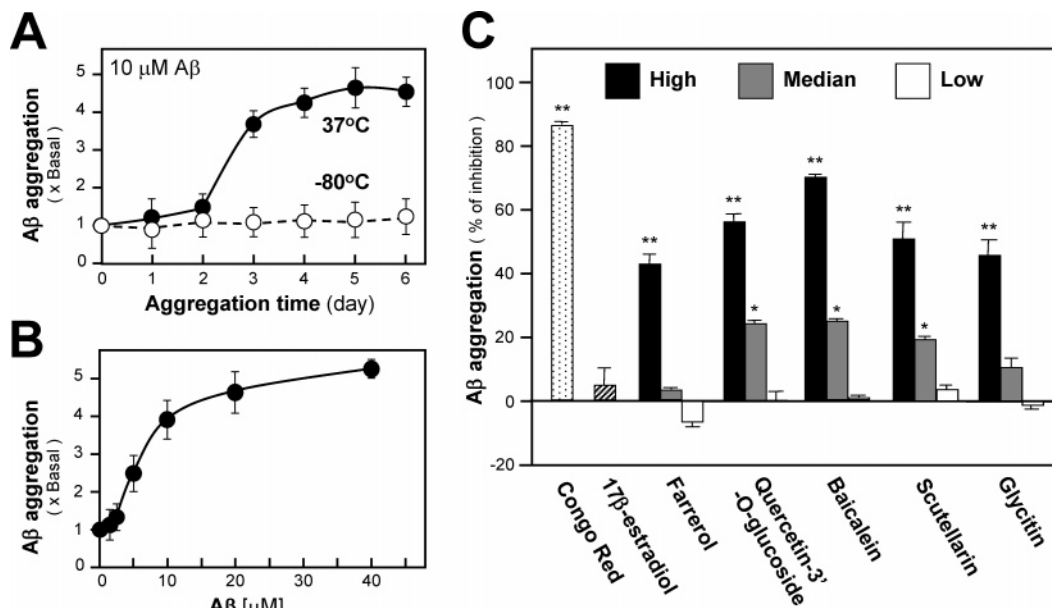 A
10 μM Aβ
Aβ aggregation
( x Basal )
5
4
3
2
1
0
37°C
-80°C
0 1 2 3 4 5 6
Aggregation time (day)
B
Aβ aggregation
( x Basal )
5
4
3
2
1
0
0 10 20 30 40
Aβ [μM]
C
High Median Low
Aβ aggregation ( % of inhibition )
100
80
60
40
20
0
-20
**
**
**
*
**
*
**
*
**
Congo Red
17β-estradiol
Farrerol
Quercetin-3'
-O-glucoside
Baicalein
Scutellarin
Glycitin